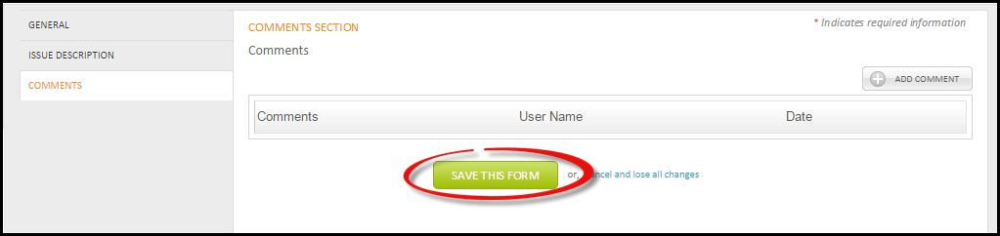 GENERAL
ISSUE DESCRIPTION
COMMENTS
* Indicates required information
COMMENTS SECTION
Comments
ADD COMMENT
Comments User Name Date
SAVE THIS FORM or, cancel and lose all changes